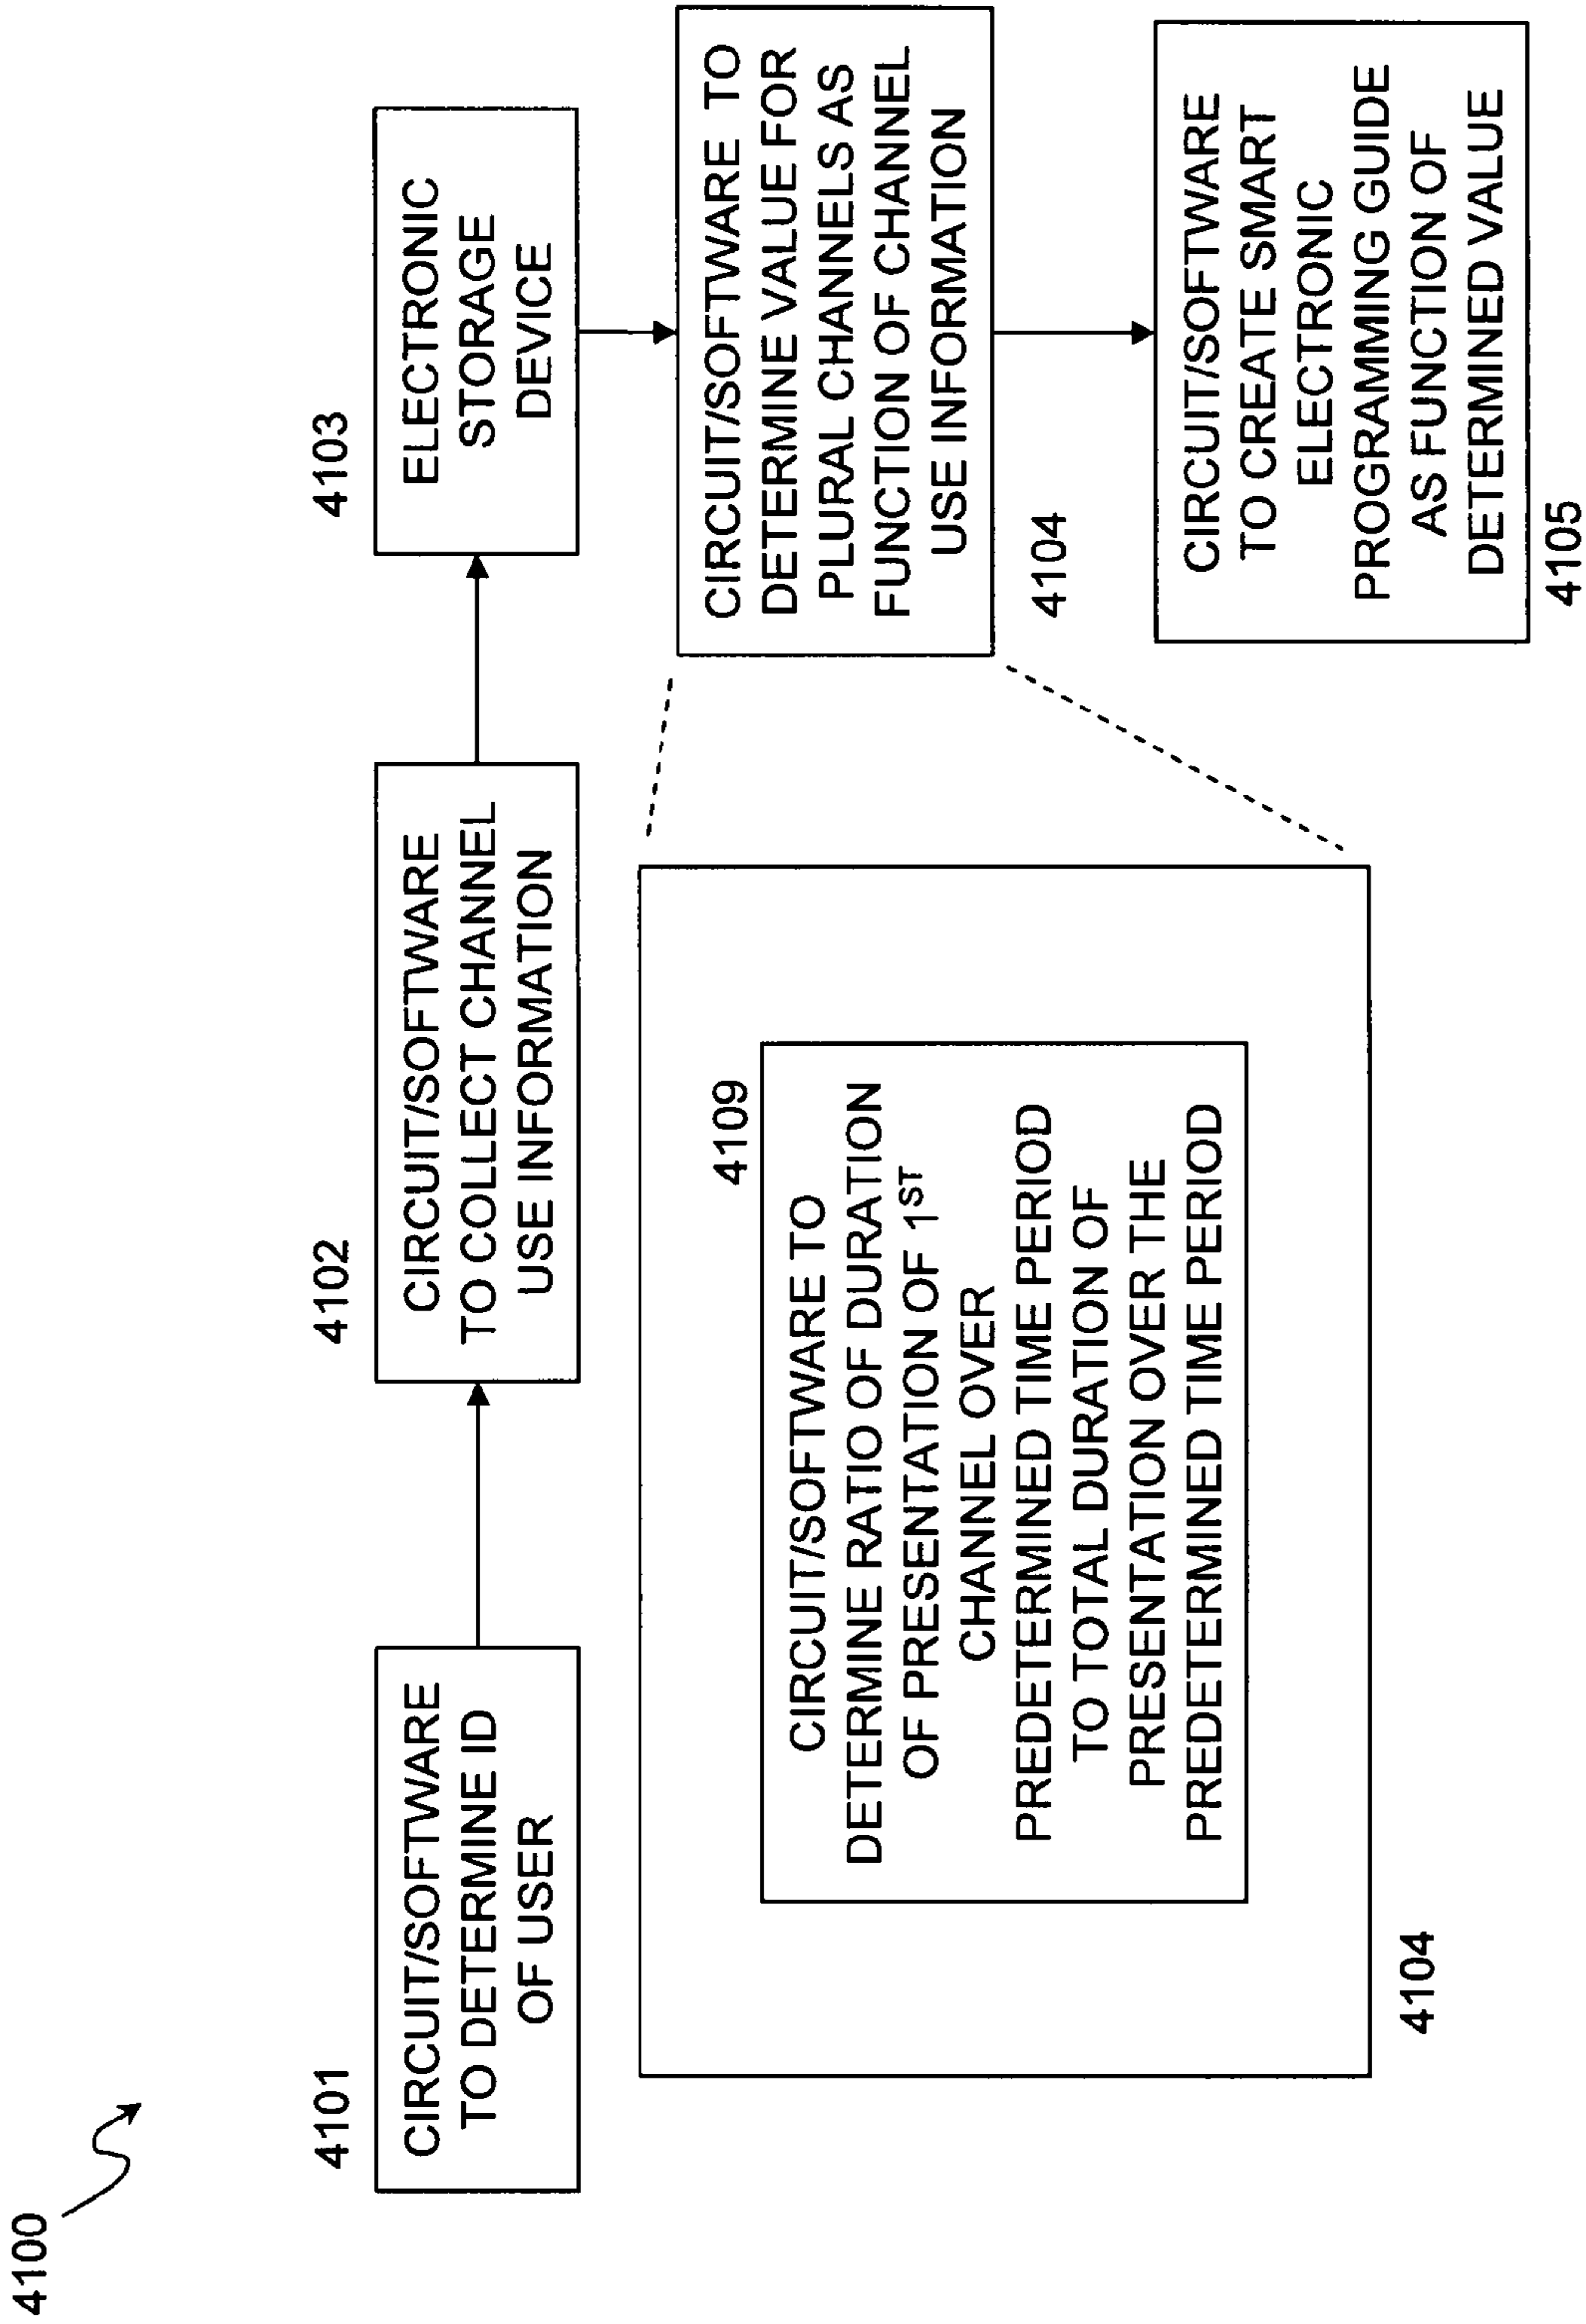 4100
4101
CIRCUIT/SOFTWARE
TO DETERMINE ID
OF USER
4102
CIRCUIT/SOFTWARE
TO COLLECT CHANNEL
USE INFORMATION
4103
ELECTRONIC
STORAGE
DEVICE
CIRCUIT/SOFTWARE TO
DETERMINE VALUE FOR
PLURAL CHANNELS AS
FUNCTION OF CHANNEL
USE INFORMATION
4104
CIRCUIT/SOFTWARE
TO CREATE SMART
ELECTRONIC
PROGRAMMING GUIDE
AS FUNCTION OF
DETERMINED VALUE
4105
4109
CIRCUIT/SOFTWARE TO
DETERMINE RATIO OF DURATION
OF PRESENTATION OF 1ST
CHANNEL OVER
PREDETERMINED TIME PERIOD
TO TOTAL DURATION OF
PRESENTATION OVER THE
PREDETERMINED TIME PERIOD
4104